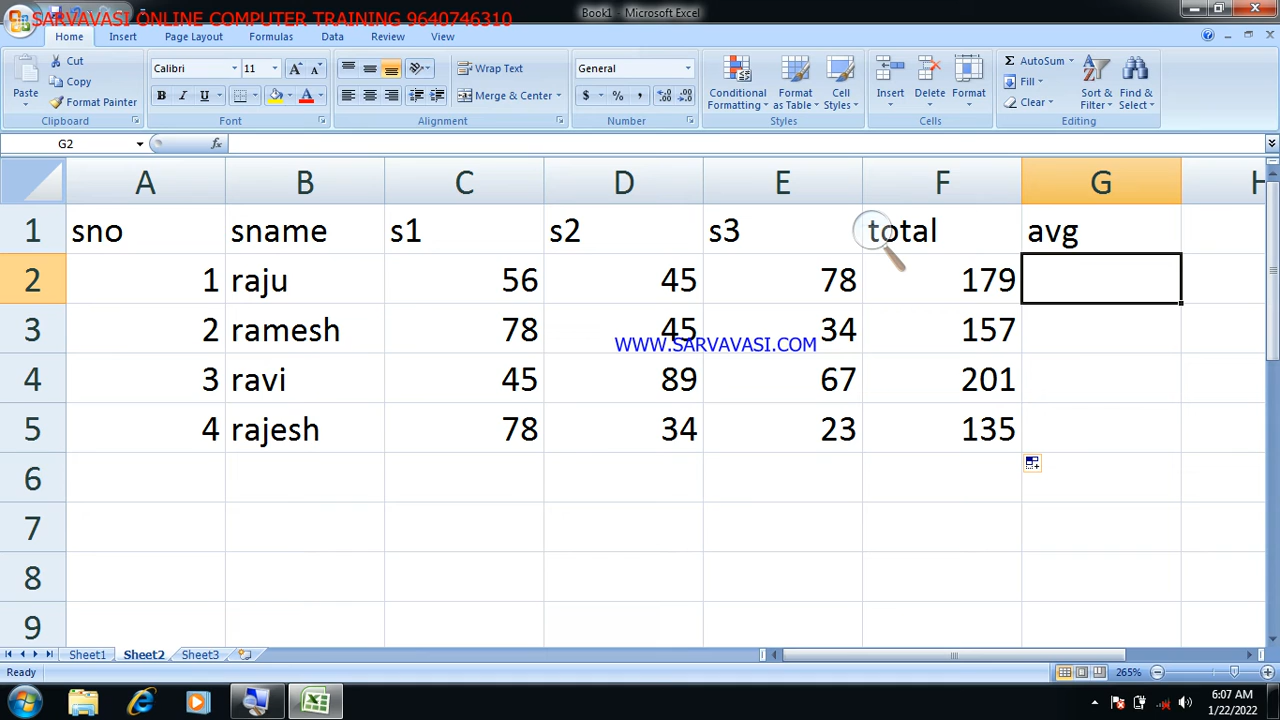 SARVAVASI ONLINE COMPUTER TRAINING 9640746310
Book1 - Microsoft Excel
Home Insert Page Layout Formulas Data Review View
Paste
Cut
Copy
Format Painter
Clipboard
Calibri 11
B I U
Font
Wrap Text
Merge & Center
Alignment
General
$ % ,
Number
Conditional Formatting
Format as Table
Cell Styles
Styles
Insert Delete Format
Cells
AutoSum
Fill
Clear
Sort & Filter
Find & Select
Editing
G2 fx
A B C D E F G H
1 sno sname s1 s2 s3 total avg
2 1 raju 56 45 78 179
3 2 ramesh 78 45 34 157
WWW.SARVAVASI.COM
4 3 ravi 45 89 67 201
5 4 rajesh 78 34 23 135
6
7
8
9
Sheet1 Sheet2 Sheet3
Ready 265%
6:07 AM
1/22/2022